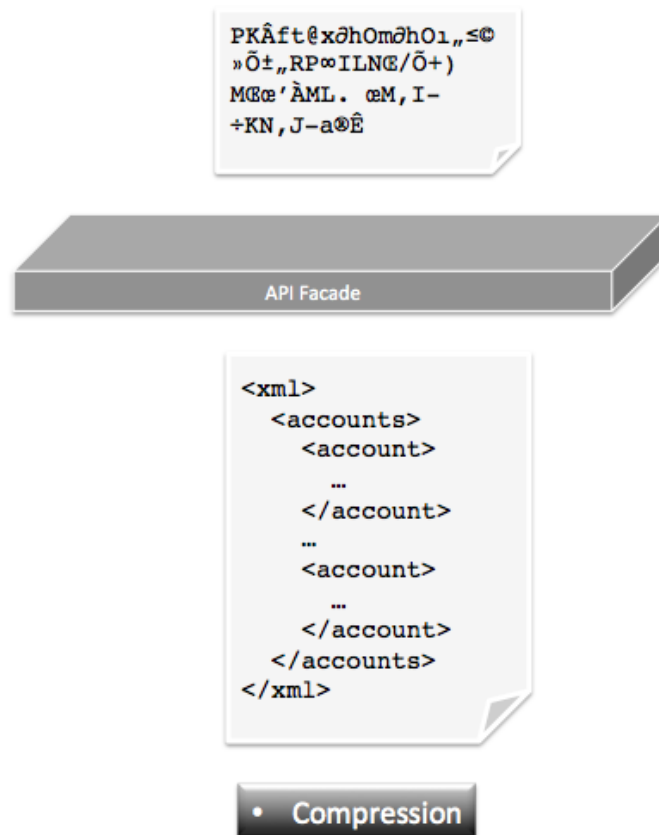 PKÂft@x∂hOm∂hOı„≤©
»Õ±„RP∞ILNŒ/Õ+)
MŒœ’ÀML. œM,I-
÷KN,J-a®Ê
API Facade
<xml>
<accounts>
<account>
…
</account>
…
<account>
…
</account>
</accounts>
</xml>
• Compression